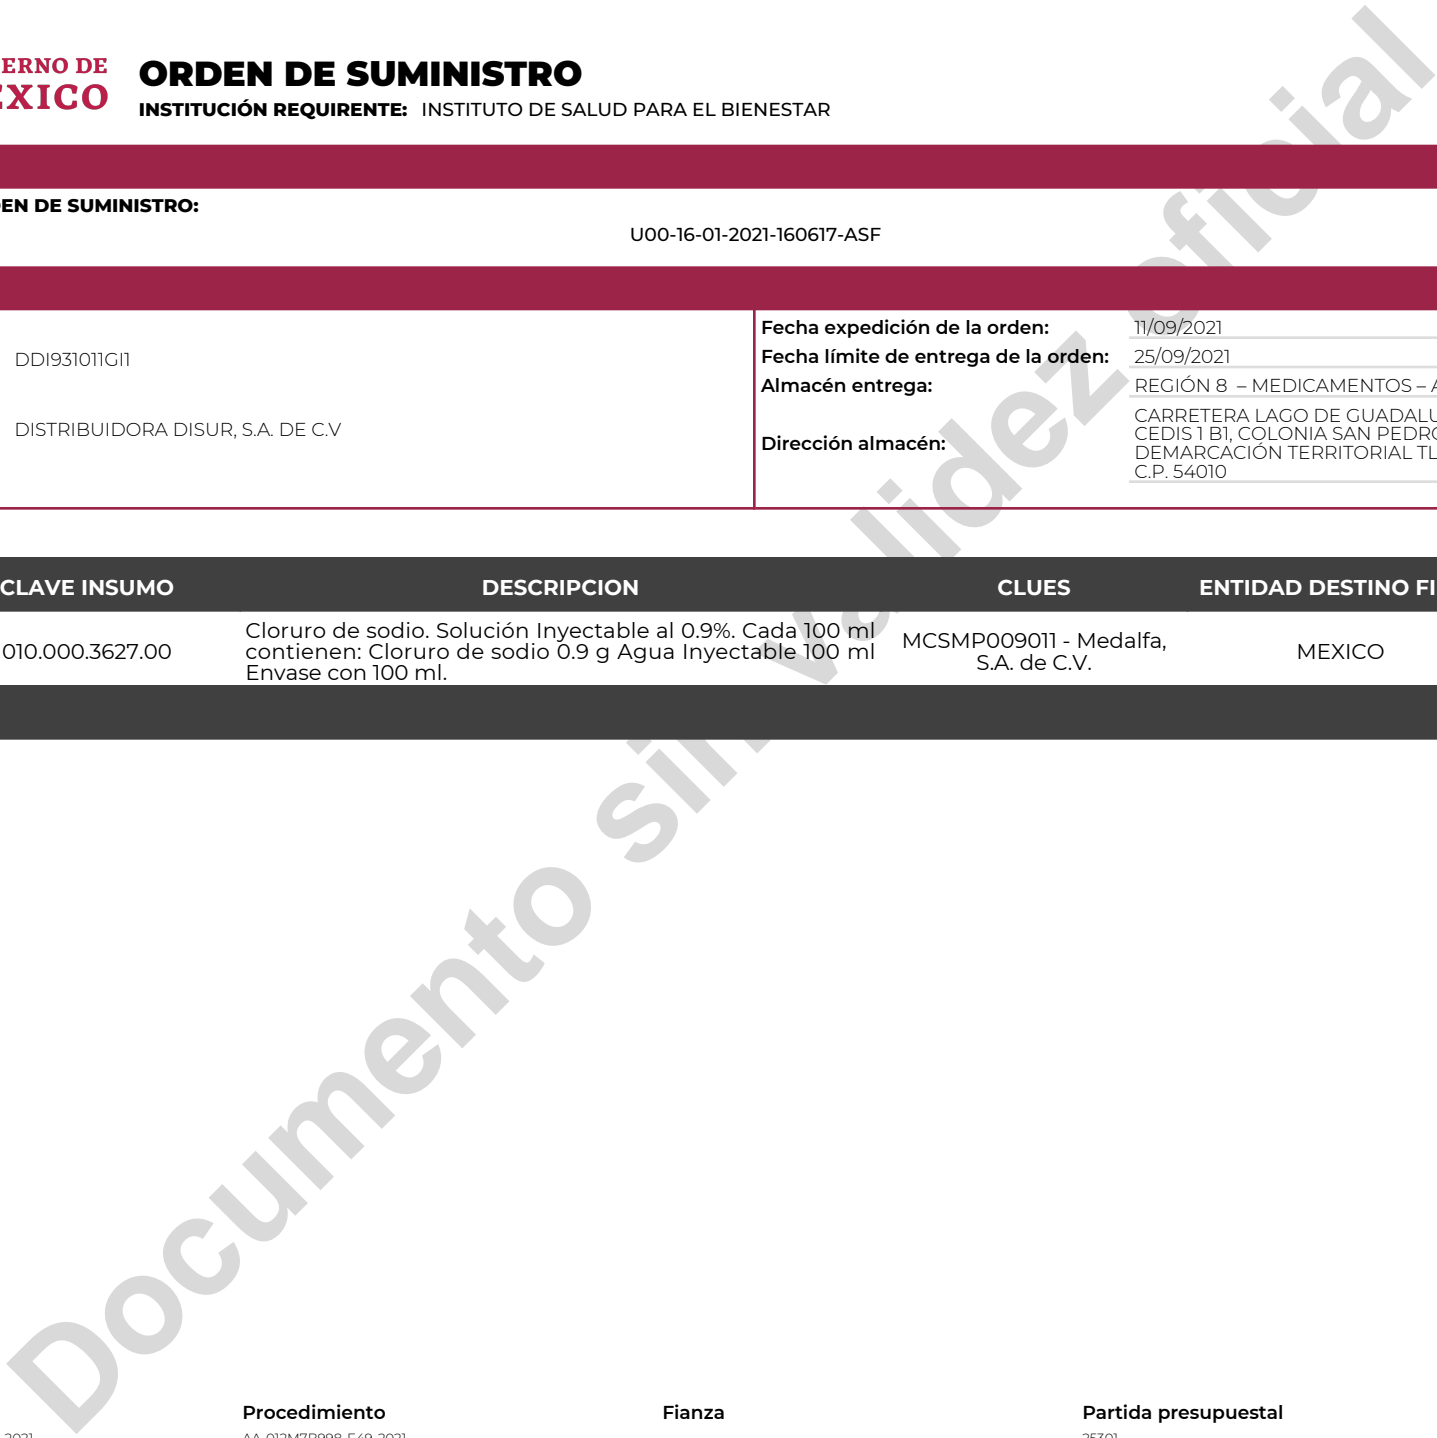 ERNO DE
EXICO
ORDEN DE SUMINISTRO
INSTITUCIÓN REQUIRENTE: INSTITUTO DE SALUD PARA EL BIENESTAR
EN DE SUMINISTRO:
U00-16-01-2021-160617-ASF
DDI931011GI1
DISTRIBUIDORA DISUR, S.A. DE C.V
Fecha expedición de la orden: 11/09/2021
Fecha límite de entrega de la orden: 25/09/2021
Almacén entrega: REGIÓN 8 – MEDICAMENTOS – A
Dirección almacén:
CARRETERA LAGO DE GUADALU
CEDIS 1 B1, COLONIA SAN PEDRO
DEMARCACIÓN TERRITORIAL TL
C.P. 54010
CLAVE INSUMO DESCRIPCION CLUES ENTIDAD DESTINO FI
010.000.3627.00
Cloruro de sodio. Solución Inyectable al 0.9%. Cada 100 ml
contienen: Cloruro de sodio 0.9 g Agua Inyectable 100 ml
Envase con 100 ml.
MCSMP009011 - Medalfa,
S.A. de C.V.
MEXICO
Documento sin validez oficial
Procedimiento Fianza Partida presupuestal